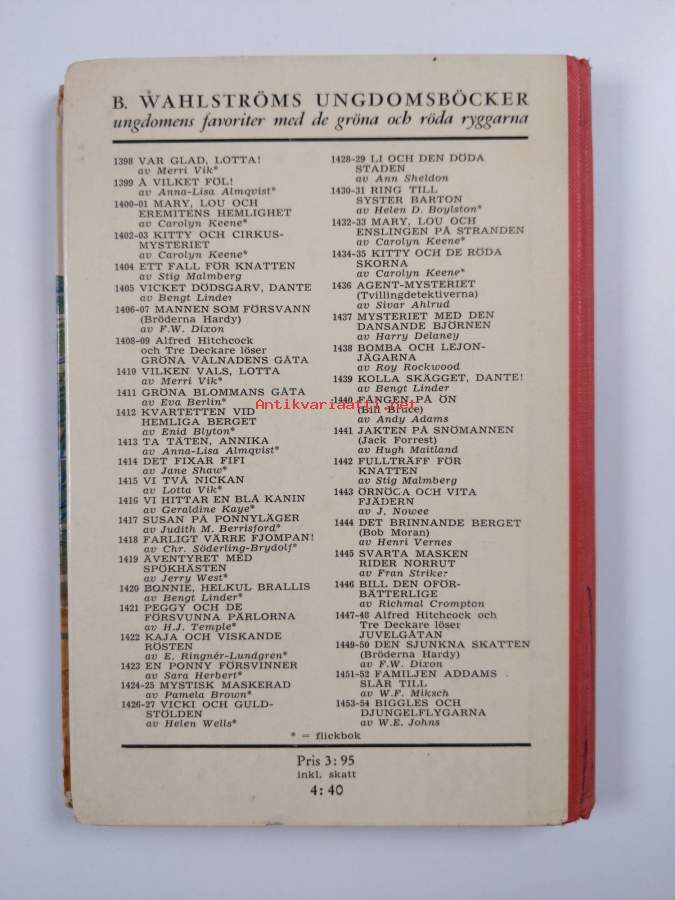 B. WAHLSTRÖMS UNGDOMSBÖCKER
ungdomens favoriter med de gröna och röda ryggarna
1398 VAR GLAD, LOTTA!
av Merri Vik*
1399 Å VILKET FÖL!
av Anna-Lisa Almqvist*
1400-01 MARY, LOU OCH
EREMITENS HEMLIGHET
av Carolyn Keene*
1402-03 KITTY OCH CIRKUS-
MYSTERIET
av Carolyn Keene*
1404 ETT FALL FÖR KNATTEN
av Stig Malmberg
1405 VICKET DÖDSGARV, DANTE
av Bengt Linder
1406-07 MANNEN SOM FÖRSVANN
(Bröderna Hardy)
av F.W. Dixon
1408-09 Alfred Hitchcock
och Tre Deckare löser
GRÖNA VÅLNADENS GÅTA
1410 VILKEN VALS, LOTTA
av Merri Vik*
1411 GRÖNA BLOMMANS GÅTA
av Eva Berlin*
1412 KVARTETTEN VID
HEMLIGA BERGET
av Enid Blyton*
1413 TA TÄTEN, ANNIKA
av Anna-Lisa Almqvist*
1414 DET FIXAR FIFI
av Jane Shaw*
1415 VI TVÅ NICKAN
av Lotta Vik*
1416 VI HITTAR EN BLÅ KANIN
av Geraldine Kaye*
1417 SUSAN PÅ PONNYLÄGER
av Judith M. Berrisford*
1418 FARLIGT VÄRRE FJOMPAN!
av Chr. Söderling-Brydolf*
1419 ÄVENTYRET MED
SPÖKHÄSTEN
av Jerry West*
1420 BONNIE, HELKUL BRALLIS
av Bengt Linder*
1421 PEGGY OCH DE
FÖRSVUNNA PÄRLORNA
av H.J. Temple*
1422 KAJA OCH VISKANDE
RÖSTEN
av E. Ringnér-Lundgren*
1423 EN PONNY FÖRSVINNER
av Sara Herbert*
1424-25 MYSTISK MASKERAD
av Pamela Brown*
1426-27 VICKI OCH GULD-
STÖLDEN
av Helen Wells*
1428-29 LI OCH DEN DÖDA
STADEN
av Ann Sheldon
1430-31 RING TILL
SYSTER BARTON
av Helen D. Boylston*
1432-33 MARY, LOU OCH
ENSLINGEN PÅ STRANDEN
av Carolyn Keene*
1434-35 KITTY OCH DE RÖDA
SKORNA
av Carolyn Keene*
1436 AGENT-MYSTERIET
(Tvillingdetektiverna)
av Sivar Ahlrud
1437 MYSTERIET MED DEN
DANSANDE BJÖRNEN
av Harry Delaney
1438 BOMBA OCH LEJON-
JÄGARNA
av Roy Rockwood
1439 KOLLA SKÄGGET, DANTE!
av Bengt Linder
1440 FÅNGEN PÅ ÖN
(Bill Bruce)
av Andy Adams
1441 JAKTEN PÅ SNÖMANNEN
(Jack Forrest)
av Hugh Maitland
1442 FULLTRÄFF FÖR
KNATTEN
av Stig Malmberg
1443 ÖRNÖGA OCH VITA
FJÄDERN
av J. Nowee
1444 DET BRINNANDE BERGET
(Bob Moran)
av Henri Vernes
1445 SVARTA MASKEN
RIDER NORRUT
av Fran Striker
1446 BILL DEN OFÖR-
BÄTTERLIGE
av Richmal Crompton
1447-48 Alfred Hitchcock och
Tre Deckare löser
JUVELGÅTAN
1449-50 DEN SJUNKNA SKATTEN
(Bröderna Hardy)
av F.W. Dixon
1451-52 FAMILJEN ADDAMS
SLÅR TILL
av W.F. Miksch
1453-54 BIGGLES OCH
DJUNGELFLYGARNA
av W.E. Johns
* = flickbok
Pris 3:95
inkl. skatt
4:40
Antikvariaatti.net